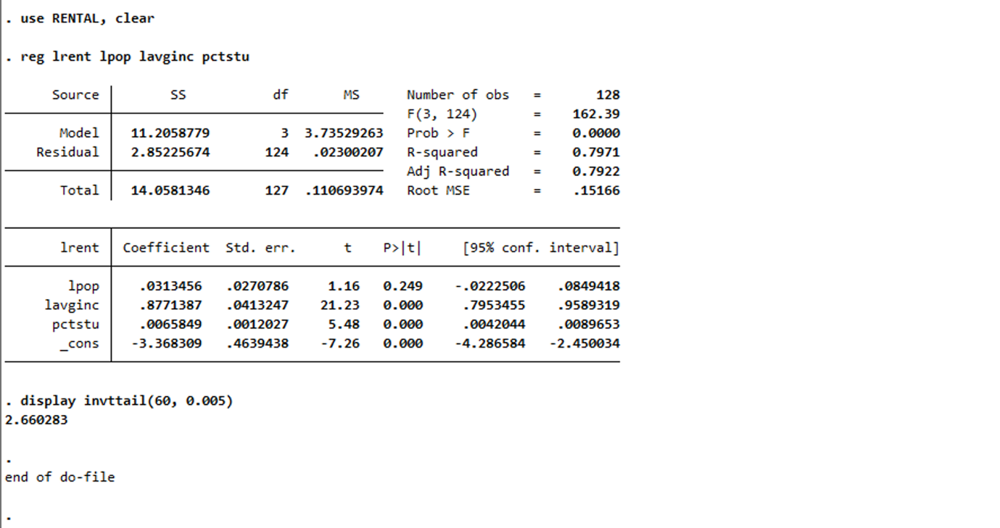 . use RENTAL, clear
. reg lrent lpop lavginc pctstu
Source SS df MS Number of obs = 128
F(3, 124) = 162.39
Model 11.2058779 3 3.73529263 Prob > F = 0.0000
Residual 2.85225674 124 .02300207 R-squared = 0.7971
Adj R-squared = 0.7922
Total 14.0581346 127 .110693974 Root MSE = .15166
lrent Coefficient Std. err. t P>|t| [95% conf. interval]
lpop .0313456 .0270786 1.16 0.249 -.0222506 .0849418
lavginc .8771387 .0413247 21.23 0.000 .7953455 .9589319
pctstu .0065849 .0012027 5.48 0.000 .0042044 .0089653
_cons -3.368309 .4639438 -7.26 0.000 -4.286584 -2.450034
. display invttail(60, 0.005)
2.660283
.
end of do-file
.